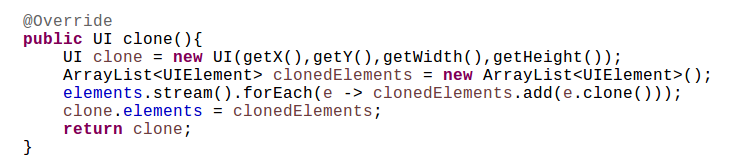 @Override
public UI clone(){
    UI clone = new UI(getX(),getY(),getWidth(),getHeight());
    ArrayList<UIElement> clonedElements = new ArrayList<UIElement>();
    elements.stream().forEach(e -> clonedElements.add(e.clone()));
    clone.elements = clonedElements;
    return clone;
}